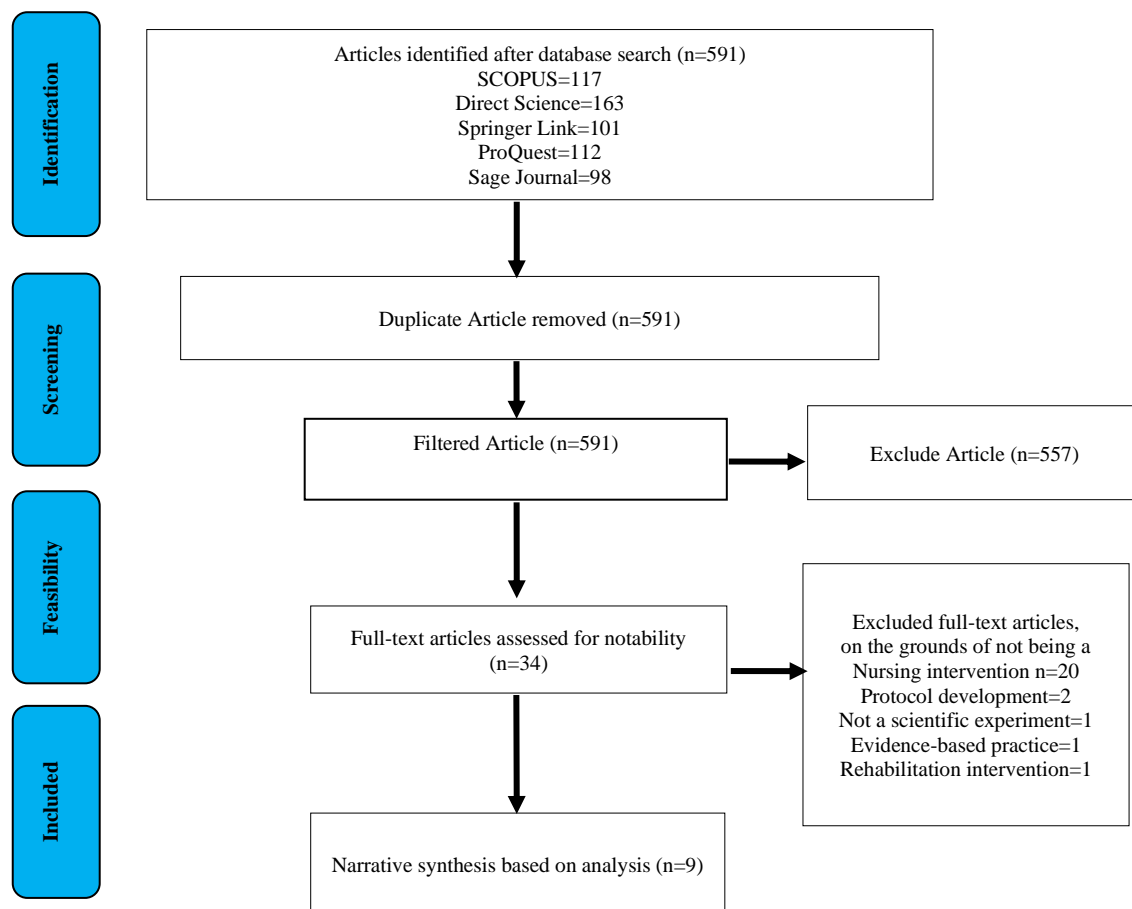 Identification
Articles identified after database search (n=591)
SCOPUS=117
Direct Science=163
Springer Link=101
ProQuest=112
Sage Journal=98
Screening
Duplicate Article removed (n=591)
Filtered Article (n=591)
Exclude Article (n=557)
Feasibility
Full-text articles assessed for notability
(n=34)
Excluded full-text articles,
on the grounds of not being a
Nursing intervention n=20
Protocol development=2
Not a scientific experiment=1
Evidence-based practice=1
Rehabilitation intervention=1
Included
Narrative synthesis based on analysis (n=9)